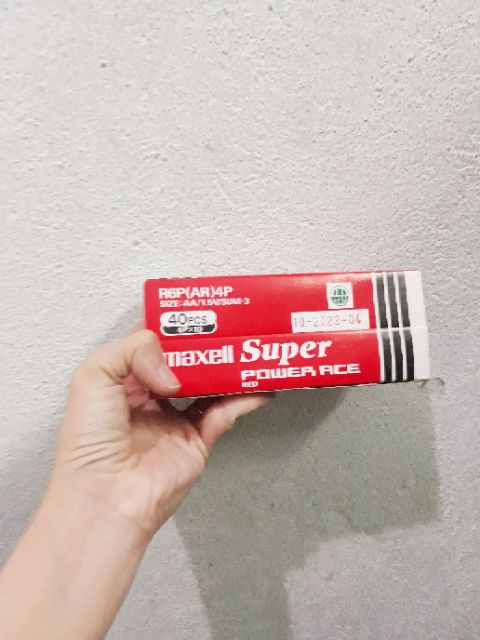 R6P(AR)4P
SIZE: AA/1.5V/SUM-3
40PCS.
4P×10
10-2022-04
maxell Super
POWER ACE
RED